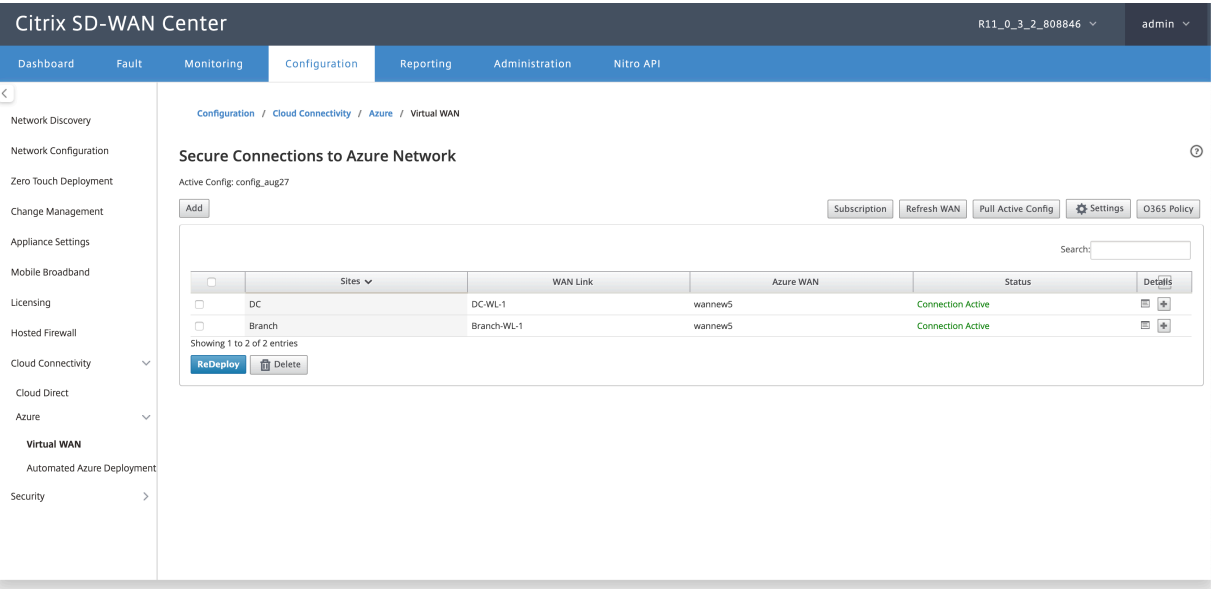 Citrix SD-WAN Center
R11_0_3_2_808846
admin
Dashboard
Fault
Monitoring
Configuration
Reporting
Administration
Nitro API
Network Discovery
Network Configuration
Zero Touch Deployment
Change Management
Appliance Settings
Mobile Broadband
Licensing
Hosted Firewall
Cloud Connectivity
Cloud Direct
Azure
Virtual WAN
Automated Azure Deployment
Security
Configuration / Cloud Connectivity / Azure / Virtual WAN
Secure Connections to Azure Network
Active Config: config_aug27
Add
Subscription
Refresh WAN
Pull Active Config
Settings
O365 Policy
Search:
Sites WAN Link Azure WAN Status Details
DC DC-WL-1 wannew5 Connection Active
Branch Branch-WL-1 wannew5 Connection Active
Showing 1 to 2 of 2 entries
ReDeploy
Delete